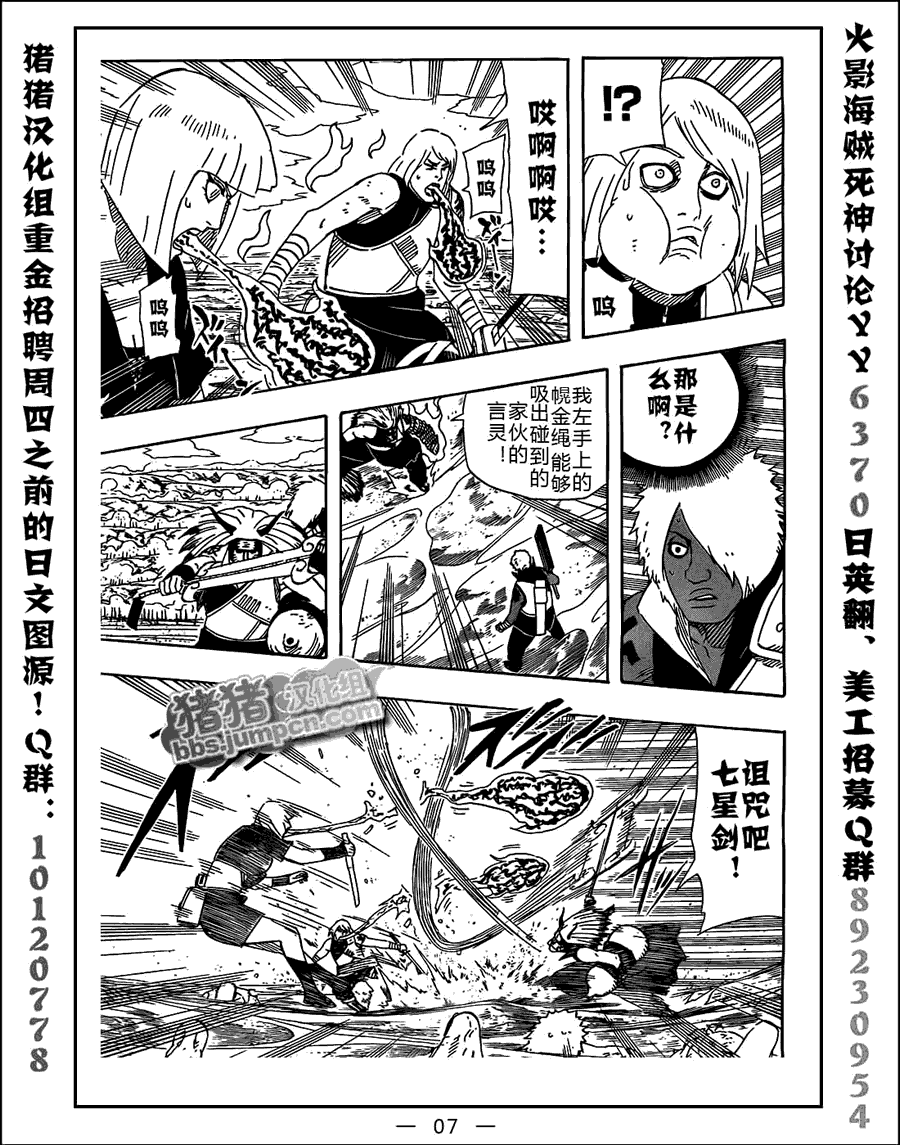 火影海贼死神讨论YY6370日英翻、美工招募Q群89230954
!?
呜
哎啊啊哎…
呜呜
呜呜
那是什
么啊?
我左手上的
幌金绳能够
吸出碰到的
家伙的
言灵!
诅咒吧
七星剑!
猪猪汉化组
bbs.jumpcn.com
猪猪汉化组重金招聘周四之前的日文图源!Q群:10120778
— 07 —